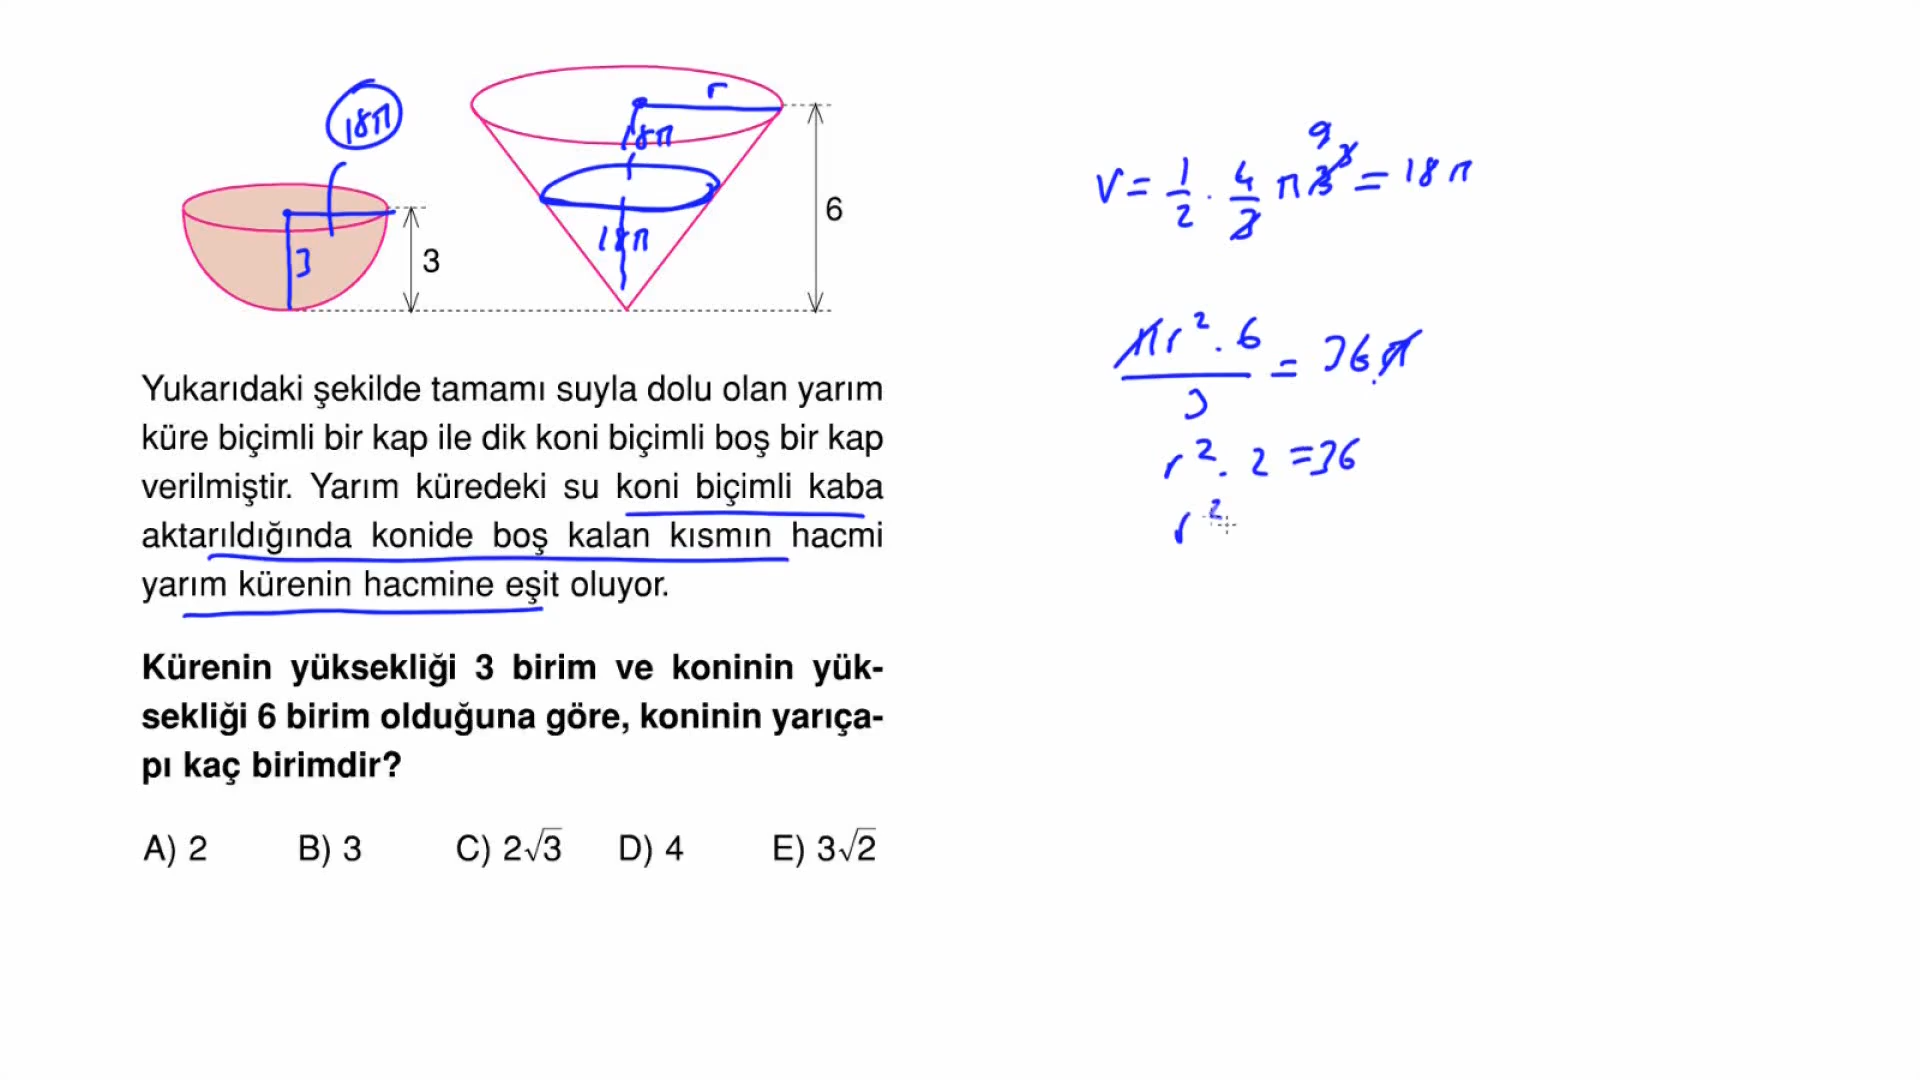 18π
r
18π
6
3
3
18π
Yukarıdaki şekilde tamamı suyla dolu olan yarım
küre biçimli bir kap ile dik koni biçimli boş bir kap
verilmiştir. Yarım küredeki su koni biçimli kaba
aktarıldığında konide boş kalan kısmın hacmi
yarım kürenin hacmine eşit oluyor.
Kürenin yüksekliği 3 birim ve koninin yük-
sekliği 6 birim olduğuna göre, koninin yarıça-
pı kaç birimdir?
A) 2 B) 3 C) 2√3 D) 4 E) 3√2
9
V = 1/2 · 4/3 π 3³ = 18π
πr² · 6 / 3 = 36π
r² · 2 = 36
r²